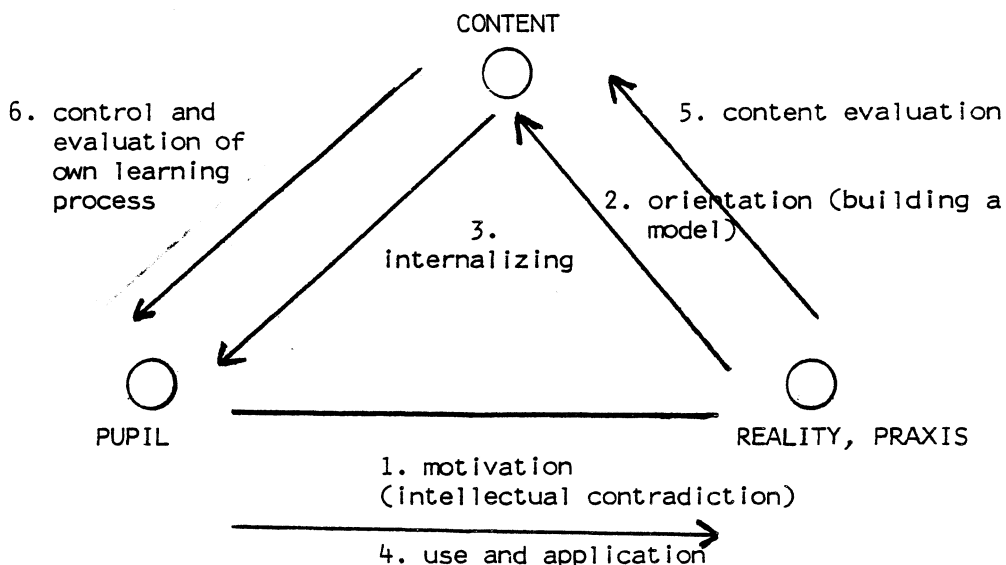 CONTENT
6. control and
evaluation of
own learning
process
5. content evaluation
2. orientation (building a
model)
3.
internalizing
PUPIL
REALITY, PRAXIS
1. motivation
(intellectual contradiction)
4. use and application